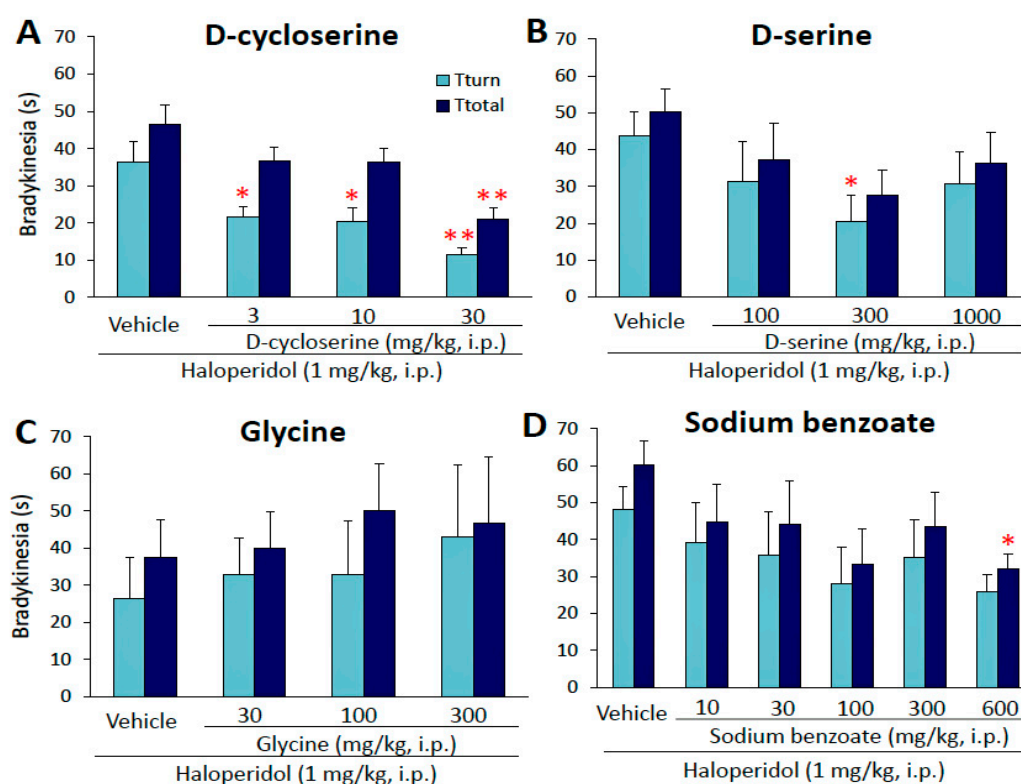 A D-cycloserine
Bradykinesia (s)
70
60
50
40
30
20
10
0
Tturn
Ttotal
*
*
**
**
Vehicle 3 10 30
D-cycloserine (mg/kg, i.p.)
Haloperidol (1 mg/kg, i.p.)
B D-serine
70
60
50
40
30
20
10
0
*
Vehicle 100 300 1000
D-serine (mg/kg, i.p.)
Haloperidol (1 mg/kg, i.p.)
C Glycine
Bradykinesia (s)
70
60
50
40
30
20
10
0
Vehicle 30 100 300
Glycine (mg/kg, i.p.)
Haloperidol (1 mg/kg, i.p.)
D Sodium benzoate
70
60
50
40
30
20
10
0
*
Vehicle 10 30 100 300 600
Sodium benzoate (mg/kg, i.p.)
Haloperidol (1 mg/kg, i.p.)